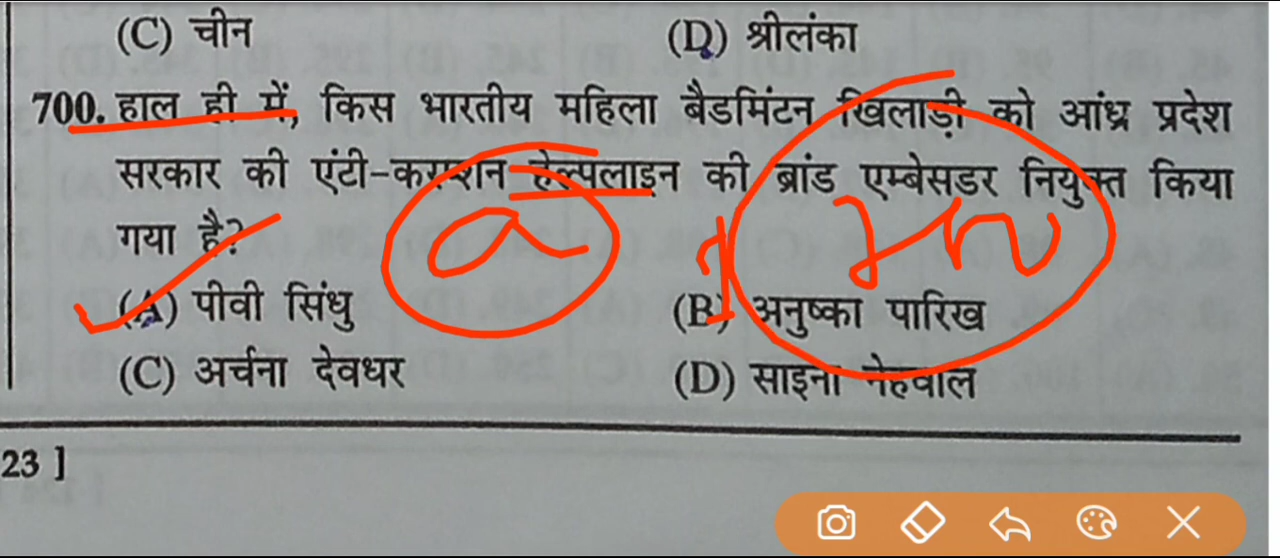 (C) चीन (D) श्रीलंका
700. हाल ही में, किस भारतीय महिला बैडमिंटन खिलाड़ी को आंध्र प्रदेश
सरकार की एंटी-करप्शन हेल्पलाइन की ब्रांड एम्बेसडर नियुक्त किया
गया है?
(A) पीवी सिंधु (B) अनुष्का पारिख
(C) अर्चना देवधर (D) साइना नेहवाल
23 ]